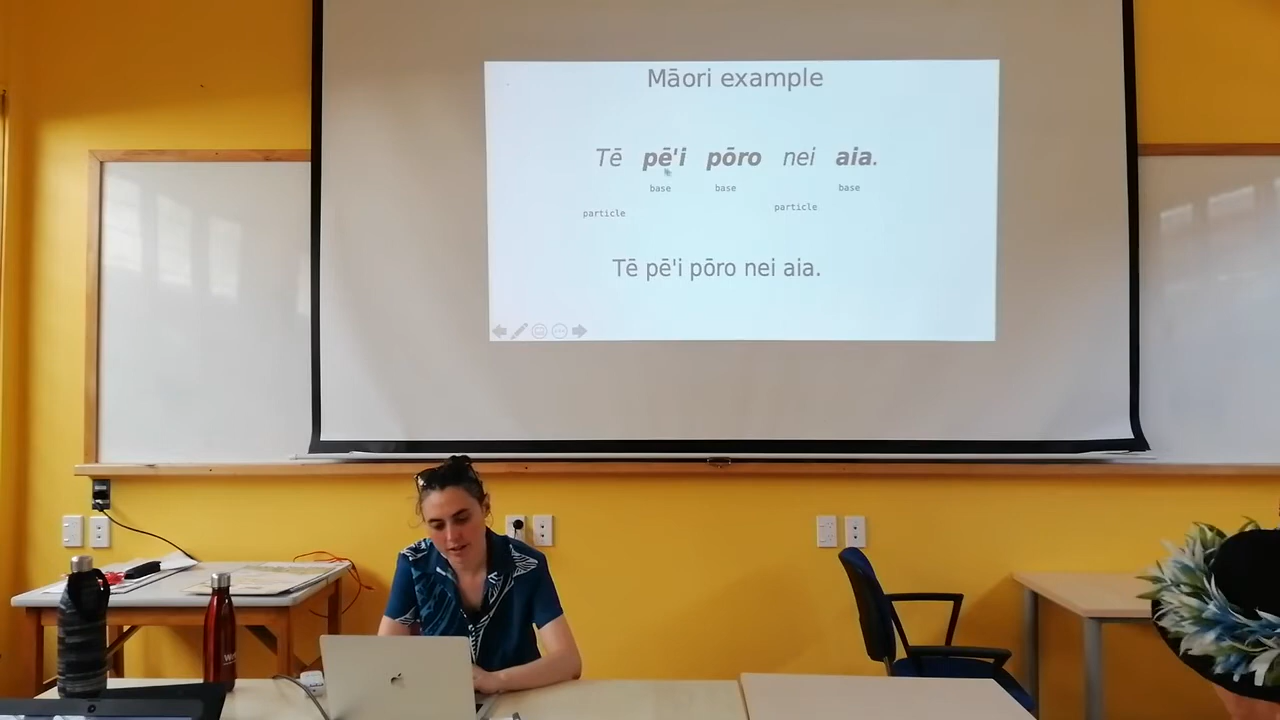 Māori example
Tē pē'i pōro nei aia.
base base base
particle particle
Tē pē'i pōro nei aia.